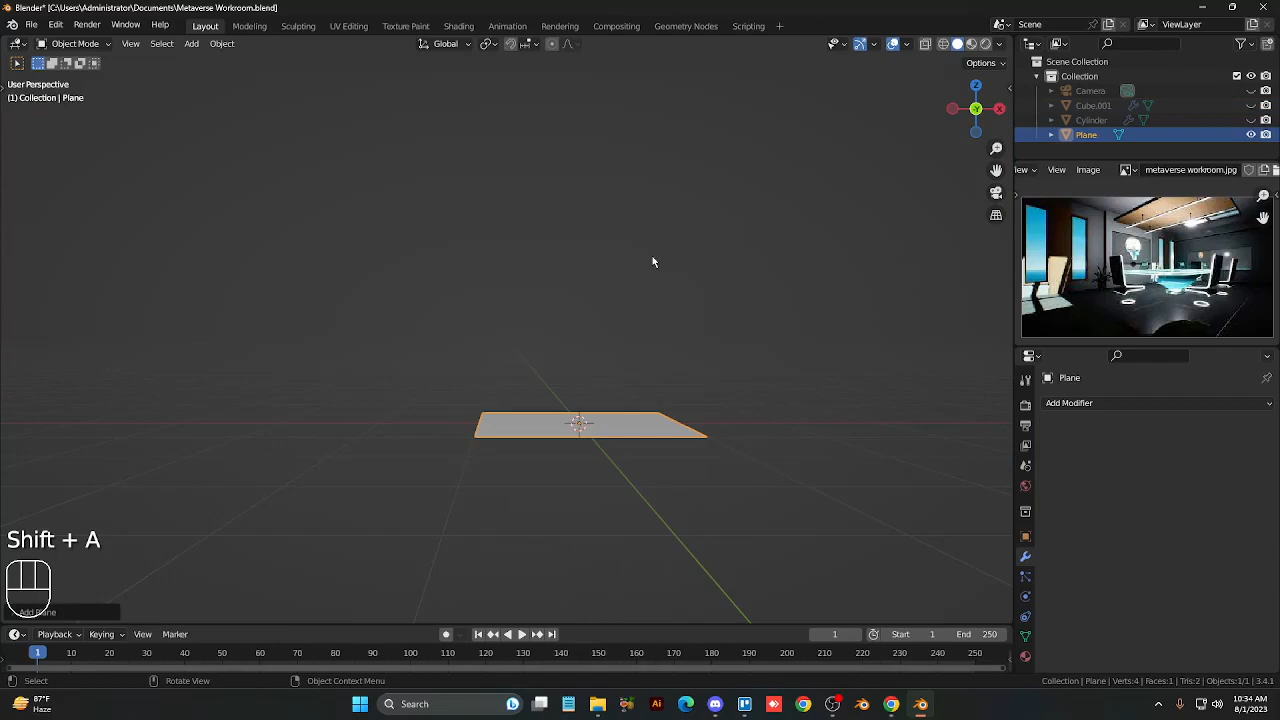 Blender* [C:\Users\Administrator\Documents\Metaverse Workroom.blend]
File Edit Render Window Help Layout Modeling Sculpting UV Editing Texture Paint Shading Animation Rendering Compositing Geometry Nodes Scripting + Scene ViewLayer
Object Mode View Select Add Object Global
Options
User Perspective
(1) Collection | Plane
Z
Y
X
Scene Collection
Collection
Camera
Cube.001
Cylinder
Plane
iew View Image metaverse workroom.jpg
Plane
Add Modifier
Shift + A
Add Plane
Playback Keying View Marker 1 Start 1 End 250
1 10 20 30 40 50 60 70 80 90 100 110 120 130 140 150 160 170 180 190 200 210 220 230 240 250
Select Rotate View Object Context Menu Collection | Plane | Verts:4 | Faces:1 | Tris:2 | Objects:1/1 | 3.4.1
87°F
Haze
Search
10:34 AM
8/1/2023